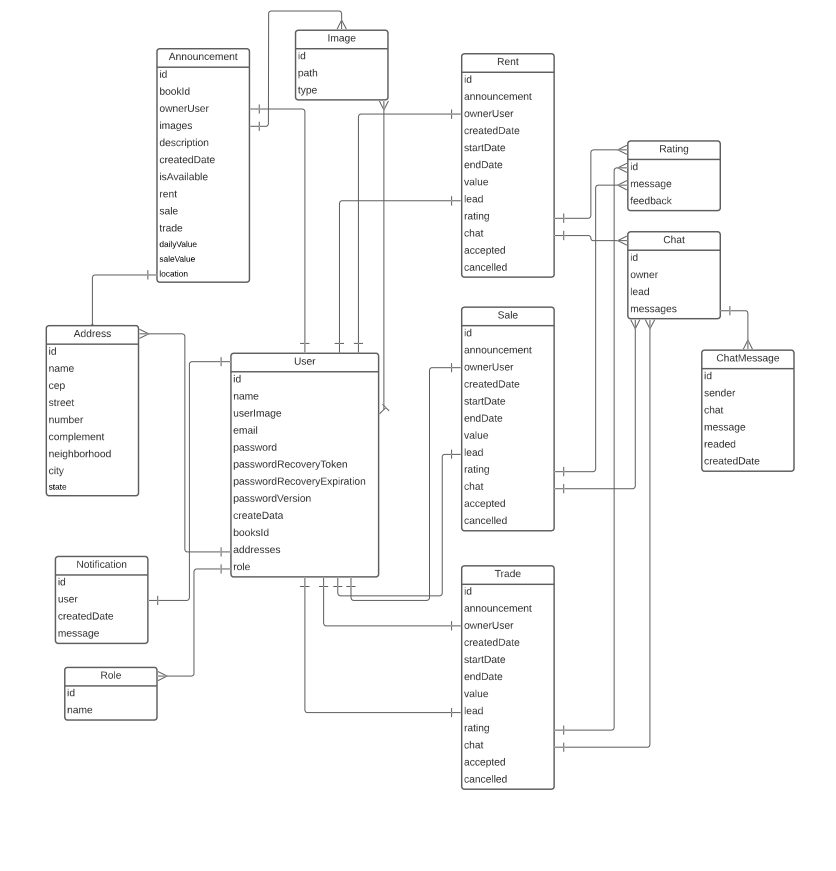 Image
id
path
type
Announcement
id
bookId
ownerUser
images
description
createdDate
isAvailable
rent
sale
trade
dailyValue
saleValue
location
Rent
id
announcement
ownerUser
createdDate
startDate
endDate
value
lead
rating
chat
accepted
cancelled
Rating
id
message
feedback
Chat
id
owner
lead
messages
Address
id
name
cep
street
number
complement
neighborhood
city
state
User
id
name
userImage
email
password
passwordRecoveryToken
passwordRecoveryExpiration
passwordVersion
createData
booksId
addresses
role
Sale
id
announcement
ownerUser
createdDate
startDate
endDate
value
lead
rating
chat
accepted
cancelled
ChatMessage
id
sender
chat
message
readed
createdDate
Notification
id
user
createdDate
message
Role
id
name
Trade
id
announcement
ownerUser
createdDate
startDate
endDate
value
lead
rating
chat
accepted
cancelled